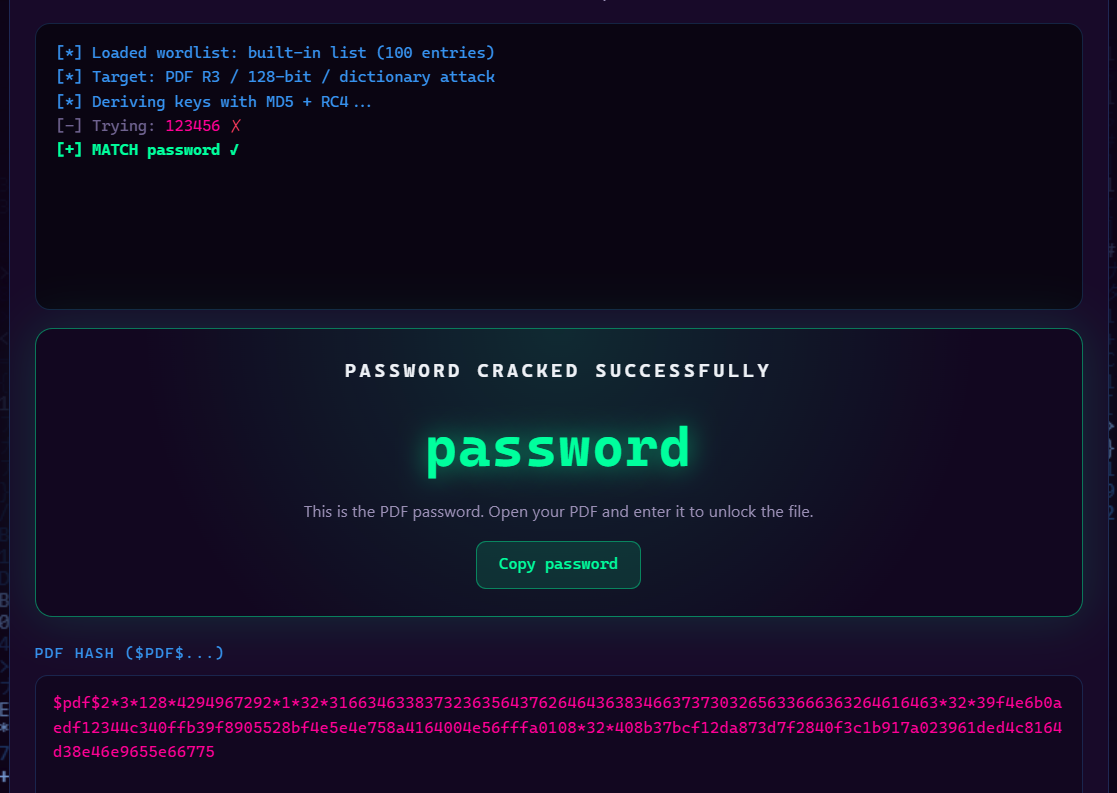 [*] Loaded wordlist: built-in list (100 entries)
[*] Target: PDF R3 / 128-bit / dictionary attack
[*] Deriving keys with MD5 + RC4...
[-] Trying: 123456 ✗
[+] MATCH password ✓
PASSWORD CRACKED SUCCESSFULLY
password
This is the PDF password. Open your PDF and enter it to unlock the file.
Copy password
PDF HASH ($PDF$...)
$pdf$2*3*128*4294967292*1*32*31663463383732363564376264643638346637373032656336663632646164​63*32*39f4e6b0a
edf12344c340ffb39f8905528bf4e5e4e758a4164004e56fffa0108*32*408b37bcf12da873d7f2840f3c1b917a023961ded4c8164
d38e46e9655e66775